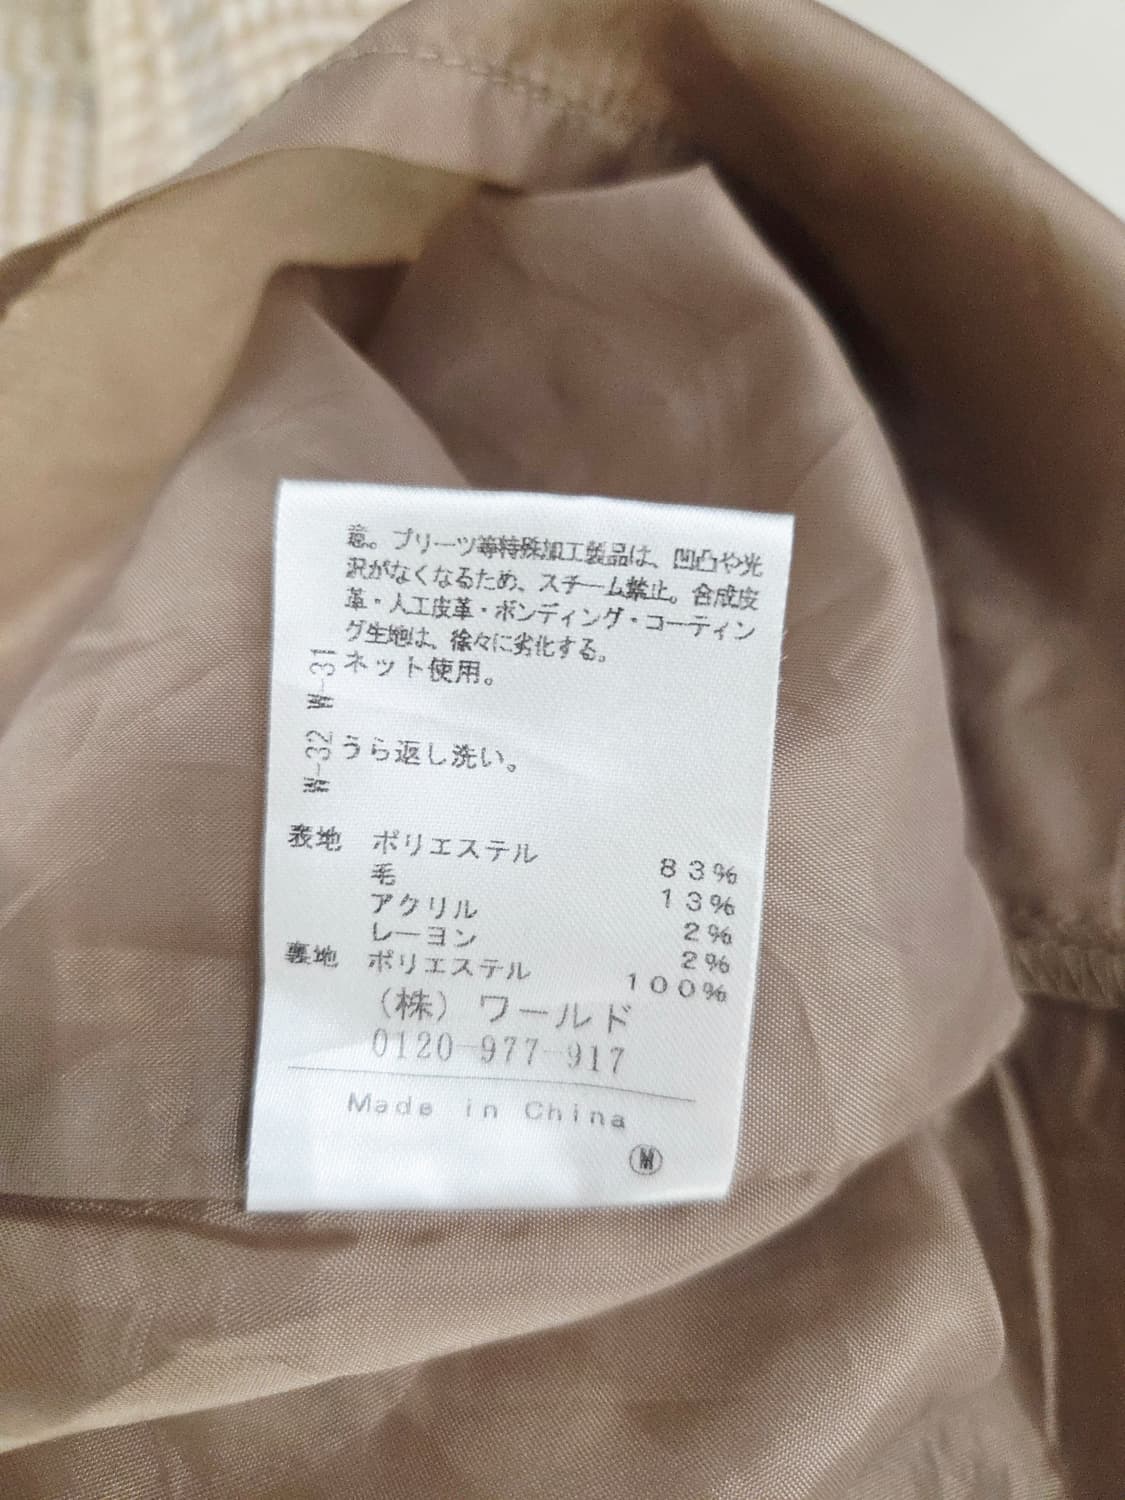 意。プリーツ等特殊加工製品は、凹凸や光
沢がなくなるため、スチーム禁止。合成皮
革・人工皮革・ボンディング・コーティン
グ生地は、徐々に劣化する。
W-31 ネット使用。
W-32 うら返し洗い。
表地 ポリエステル 83%
毛 13%
アクリル 2%
レーヨン 2%
裏地 ポリエステル 100%
(株) ワールド
0120-977-917
Made in China
Ⓜ